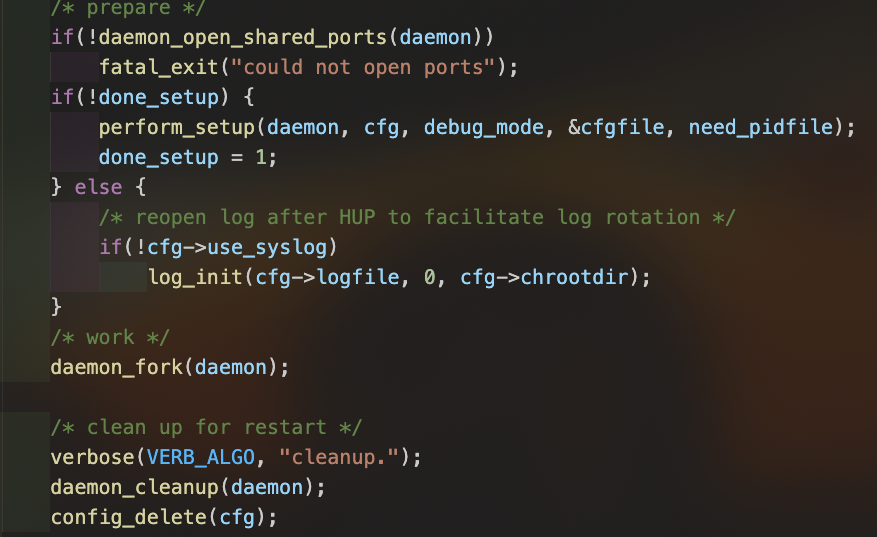 /* prepare */
if(!daemon_open_shared_ports(daemon))
fatal_exit("could not open ports");
if(!done_setup) {
perform_setup(daemon, cfg, debug_mode, &cfgfile, need_pidfile);
done_setup = 1;
} else {
/* reopen log after HUP to facilitate log rotation */
if(!cfg->use_syslog)
log_init(cfg->logfile, 0, cfg->chrootdir);
}
/* work */
daemon_fork(daemon);
/* clean up for restart */
verbose(VERB_ALGO, "cleanup.");
daemon_cleanup(daemon);
config_delete(cfg);